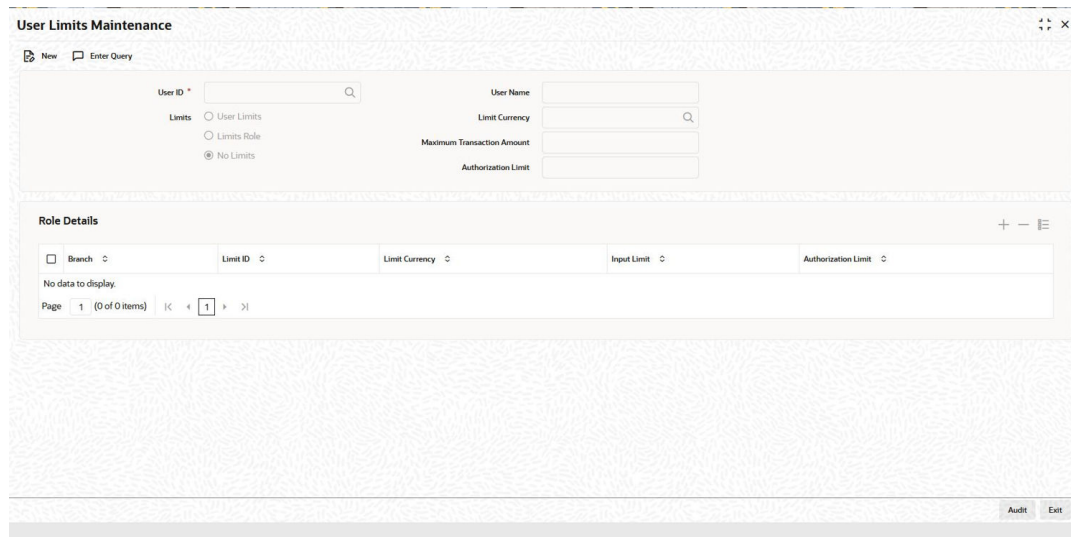 User Limits Maintenance
New Enter Query
User ID * User Name
Limits User Limits Limit Currency
Limits Role Maximum Transaction Amount
No Limits Authorization Limit
Role Details
Branch Limit ID Limit Currency Input Limit Authorization Limit
No data to display.
Page 1 (0 of 0 items) 1
Audit Exit